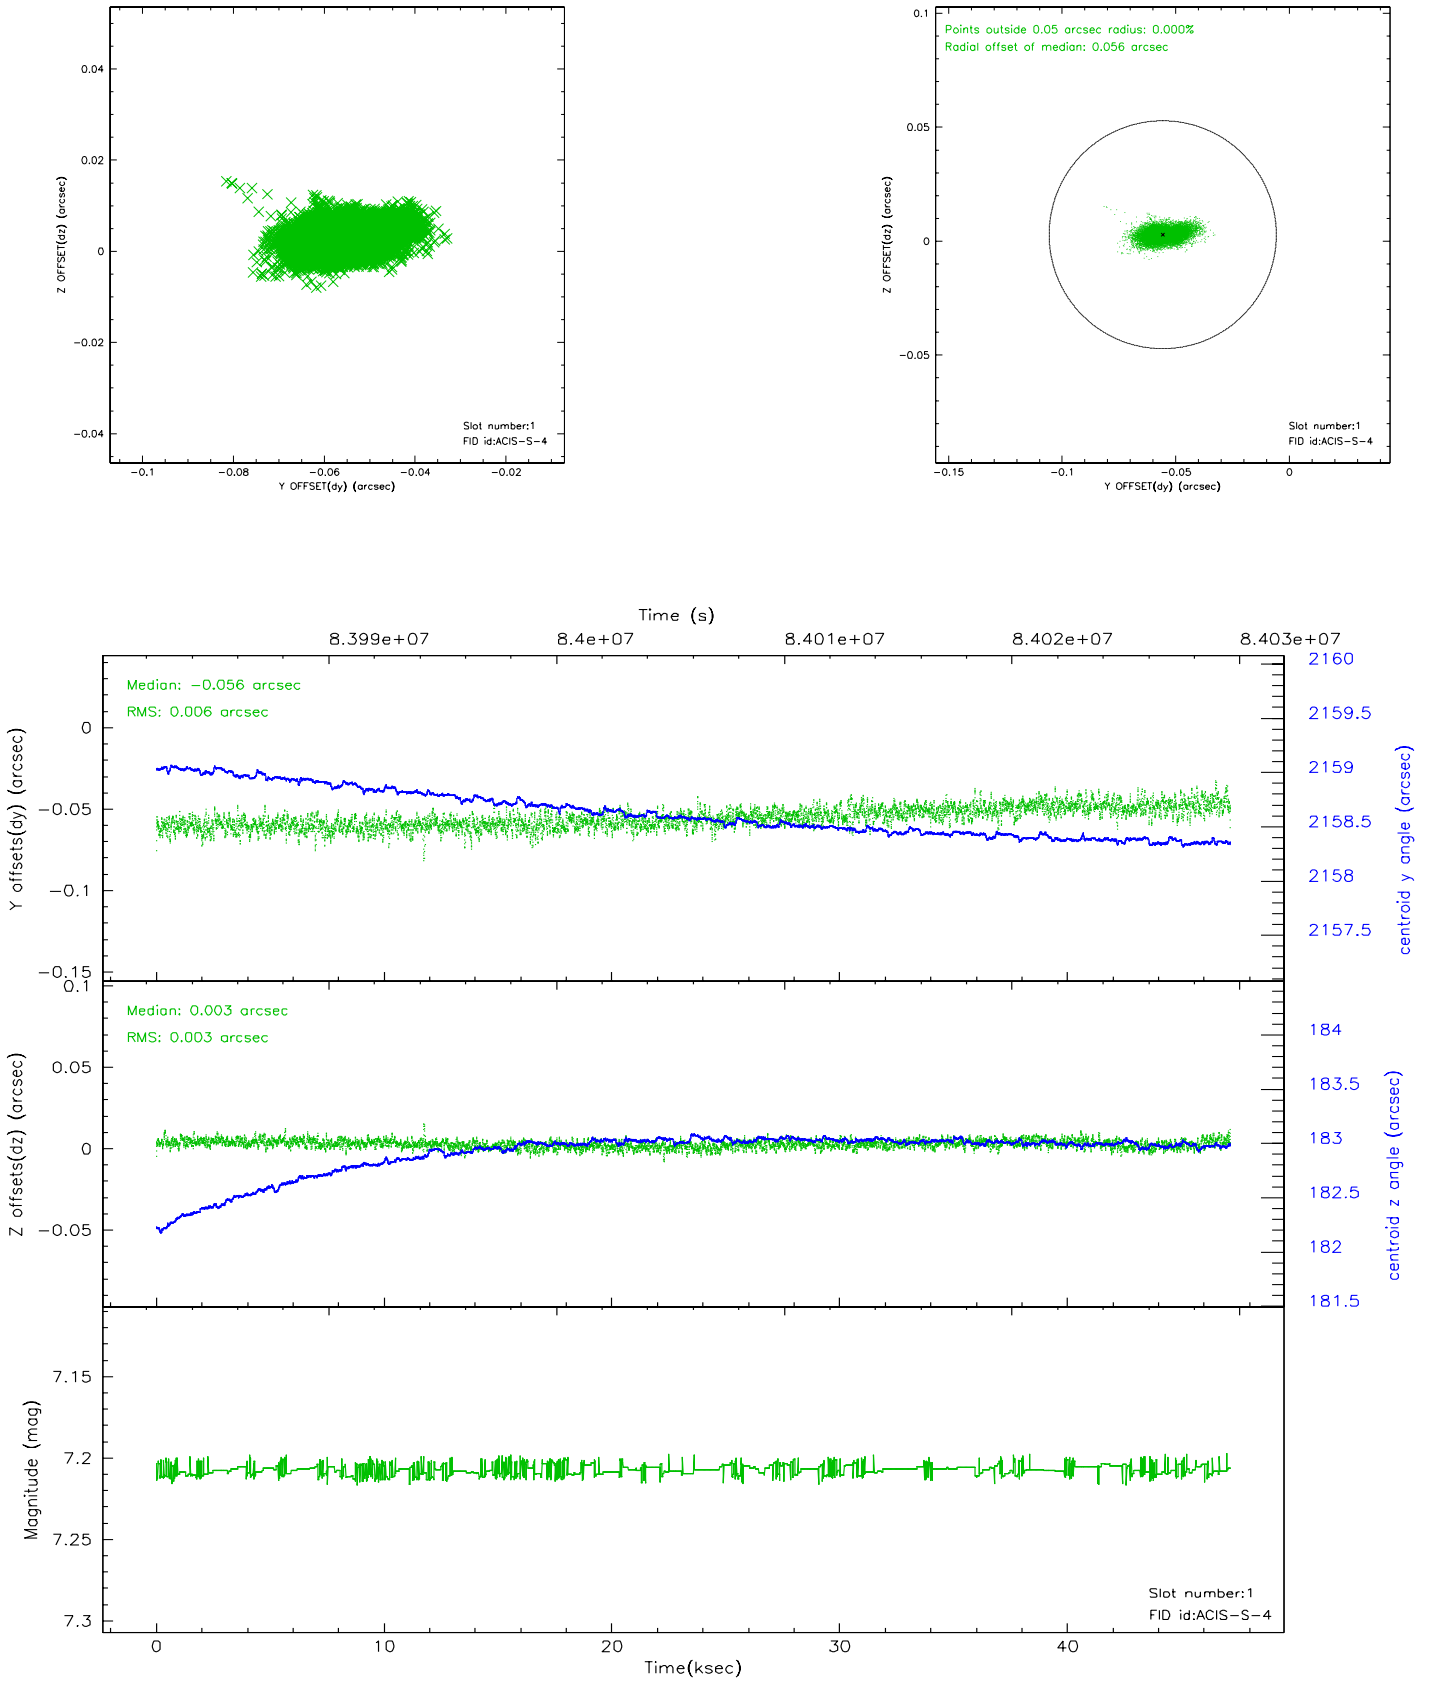 0.04
0.02
0
−0.02
−0.04
Z OFFSET(dz) (arcsec)
Slot number:1
FID id:ACIS−S−4
−0.1
−0.08
−0.06
−0.04
−0.02
Y OFFSET(dy) (arcsec)
Points outside 0.05 arcsec radius: 0.000%
Radial offset of median: 0.056 arcsec
0.1
0.05
0
−0.05
Z OFFSET(dz) (arcsec)
Slot number:1
FID id:ACIS−S−4
−0.15
−0.1
−0.05
0
Y OFFSET(dy) (arcsec)
Time (s)
8.399e+07
8.4e+07
8.401e+07
8.402e+07
8.403e+07
Median: −0.056 arcsec
RMS: 0.006 arcsec
0
−0.05
−0.1
−0.15
Y offsets(dy) (arcsec)
2160
2159.5
2159
2158.5
2158
2157.5
centroid y angle (arcsec)
Median: 0.003 arcsec
RMS: 0.003 arcsec
0.1
0.05
0
−0.05
Z offsets(dz) (arcsec)
184
183.5
183
182.5
182
181.5
centroid z angle (arcsec)
7.15
7.2
7.25
7.3
Magnitude (mag)
Slot number:1
FID id:ACIS−S−4
0
10
20
30
40
Time(ksec)